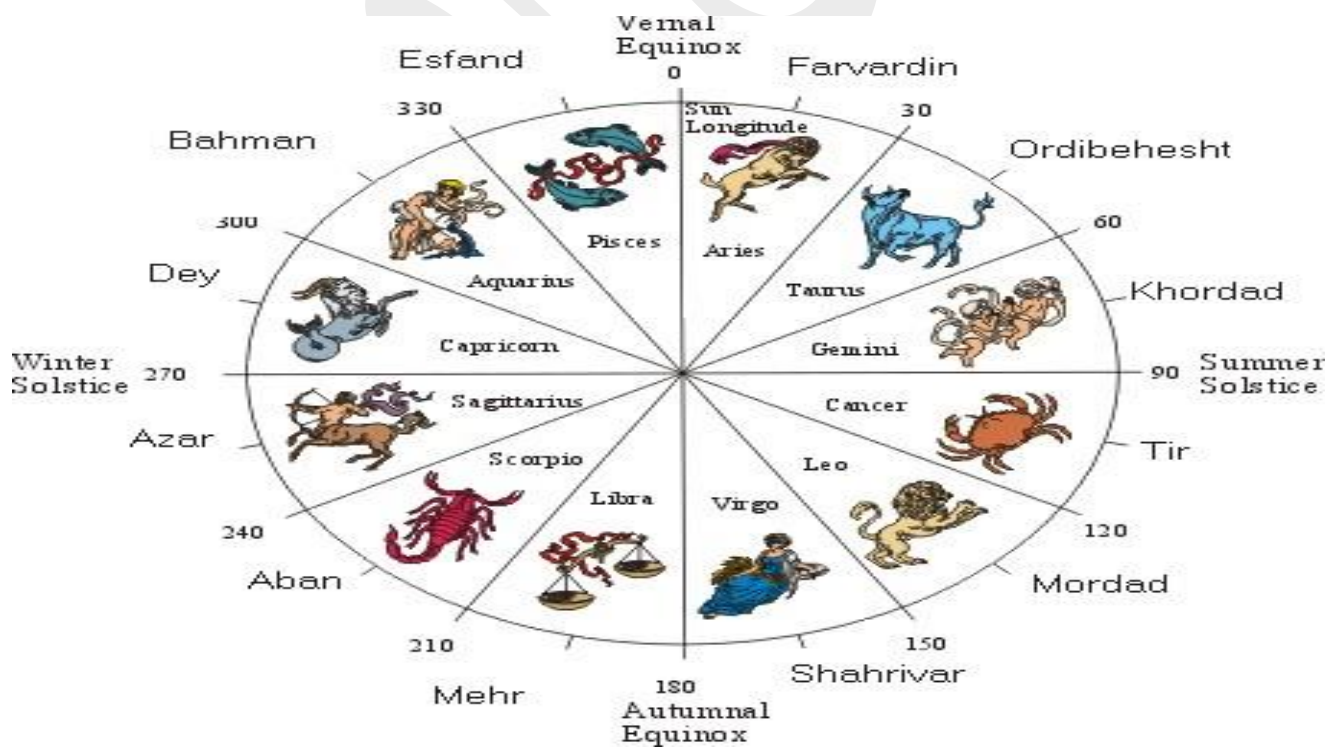 Vernal
Equinox
Esfand
0
Farvardin
330
Sun
Longitude
30
Bahman
Ordibehesht
300
Pisces
Aries
60
Dey
Aquarius
Taurus
Khordad
Capricorn
Gemini
Winter
Solstice
270
90
Summer
Solstice
Sagittarius
Cancer
Azar
Tir
Scorpio
Leo
Libra
Virgo
240
120
Aban
Mordad
210
150
Mehr
180
Shahrivar
Autumnal
Equinox